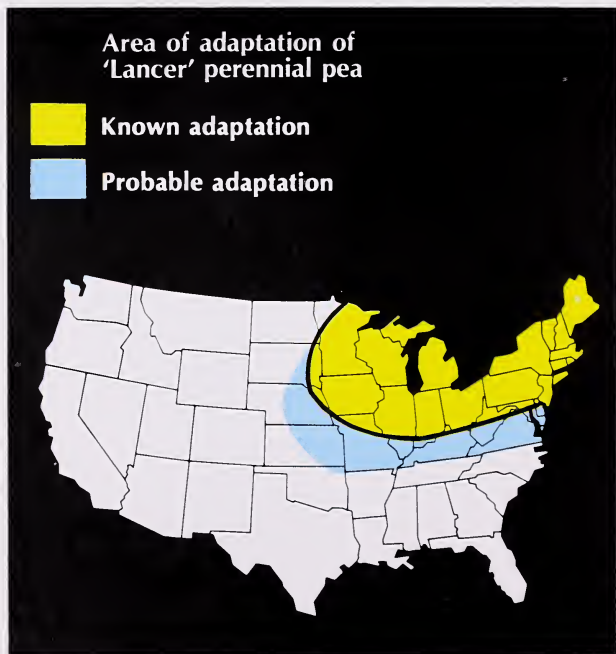 Area of adaptation of
‘Lancer’ perennial pea
Known adaptation
Probable adaptation